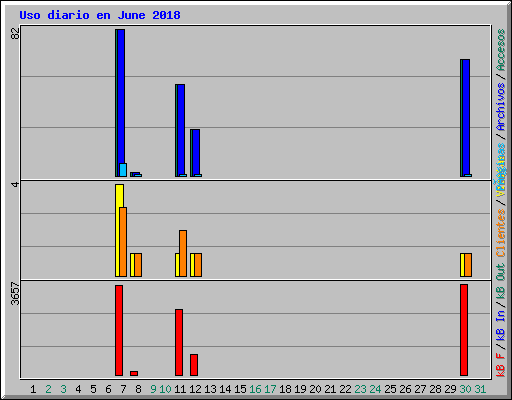 Uso diario en June 2018
82
4
3657
kB F / kB In / kB Out Clientes / Páginas / Archivos / Accesos
1 2 3 4 5 6 7 8 9 10 11 12 13 14 15 16 17 18 19 20 21 22 23 24 25 26 27 28 29 30 31